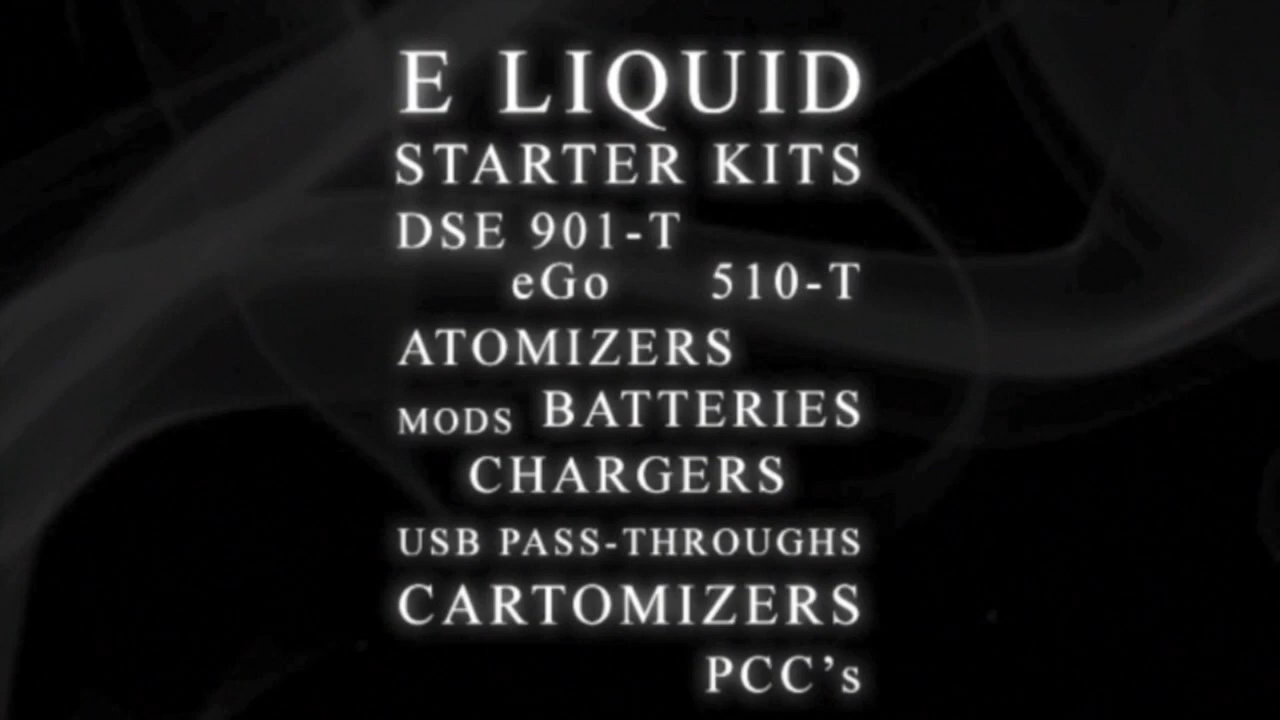 E LIQUID
STARTER KITS
DSE 901-T
eGo 510-T
ATOMIZERS
MODS BATTERIES
CHARGERS
USB PASS-THROUGHS
CARTOMIZERS
PCC’s